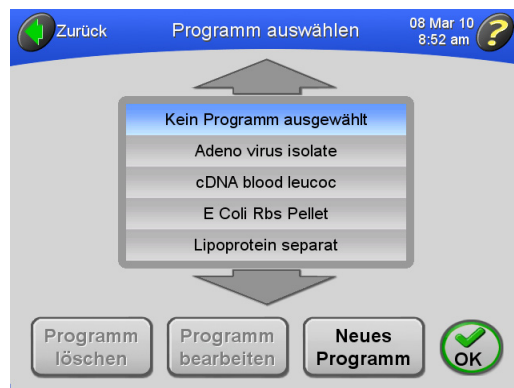 Zurück
Programm auswählen
08 Mar 10
8:52 am
?
Kein Programm ausgewählt
Adeno virus isolate
cDNA blood leucoc
E Coli Rbs Pellet
Lipoprotein separat
Programm
löschen
Programm
bearbeiten
Neues
Programm
OK